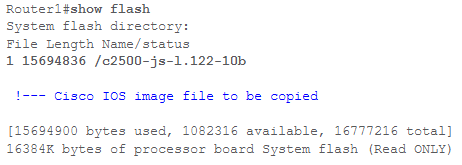 Router1#show flash
System flash directory:
File Length Name/status
1 15694836 /c2500-js-l.122-10b
!--- Cisco IOS image file to be copied
[15694900 bytes used, 1082316 available, 16777216 total]
16384K bytes of processor board System flash (Read ONLY)